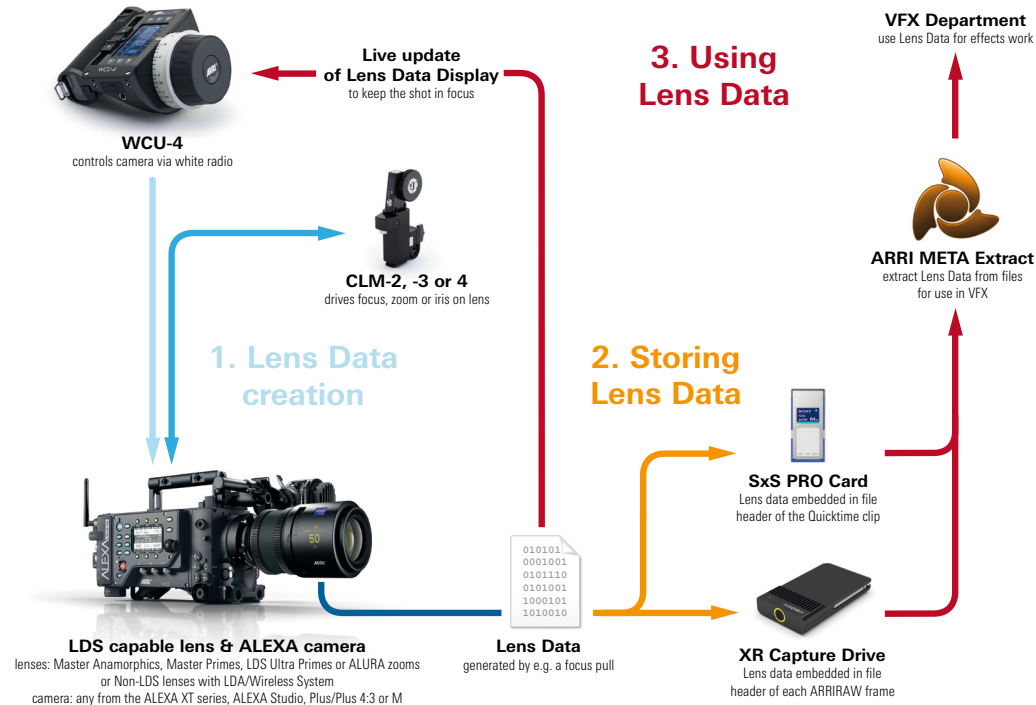 WCU-4
controls camera via white radio
Live update
of Lens Data Display
to keep the shot in focus
3. Using
Lens Data
VFX Department
use Lens Data for effects work
ARRI META Extract
extract Lens Data from files
for use in VFX
CLM-2, -3 or 4
drives focus, zoom or iris on lens
1. Lens Data
creation
2. Storing
Lens Data
SxS PRO Card
Lens data embedded in file
header of the Quicktime clip
010101
0001001
0101110
0101001
1000101
1010010
ALEXA
50
SONY
64
LDS capable lens & ALEXA camera
lenses: Master Anamorphics, Master Primes, LDS Ultra Primes or ALURA zooms
or Non-LDS lenses with LDA/Wireless System
camera: any from the ALEXA XT series, ALEXA Studio, Plus/Plus 4:3 or M
Lens Data
generated by e.g. a focus pull
XR Capture Drive
Lens data embedded in file
header of each ARRIRAW frame